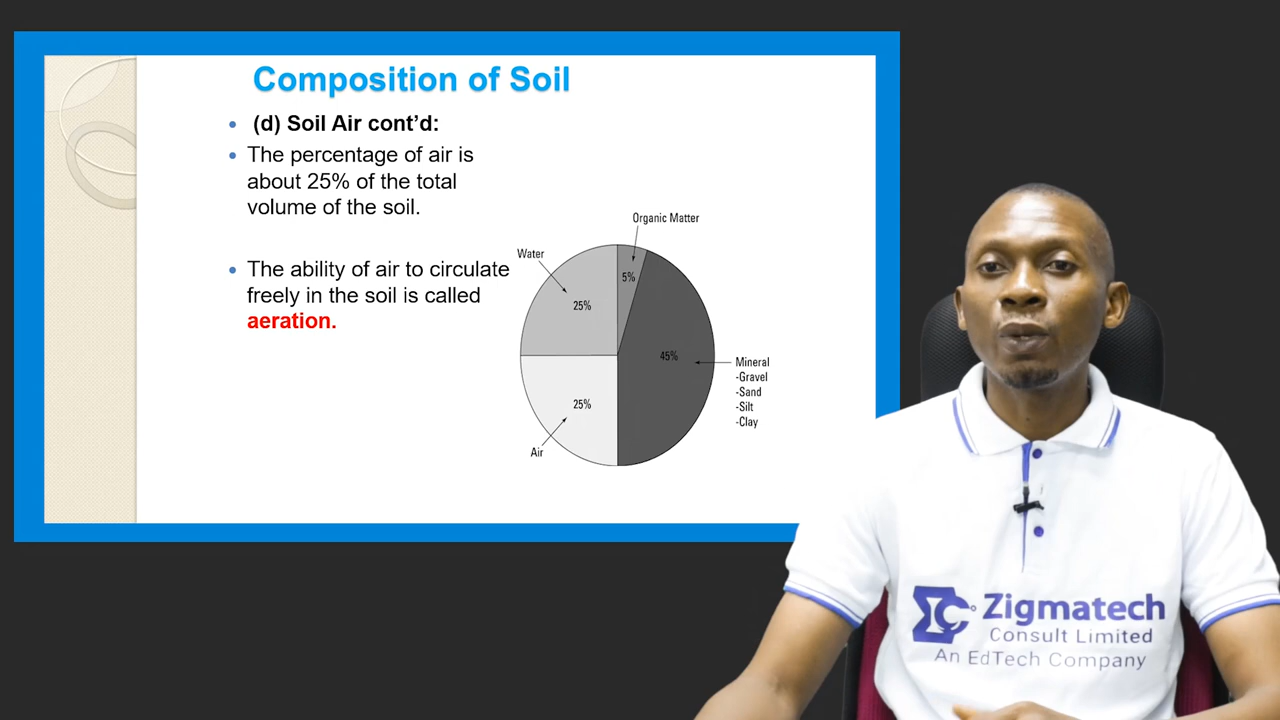 Composition of Soil
(d) Soil Air cont’d:
The percentage of air is
about 25% of the total
volume of the soil.
The ability of air to circulate
freely in the soil is called
aeration.
Organic Matter
Water
5%
25%
45%
Mineral
-Gravel
-Sand
-Silt
-Clay
25%
Air
Zigmatech
Consult Limited
An EdTech Company